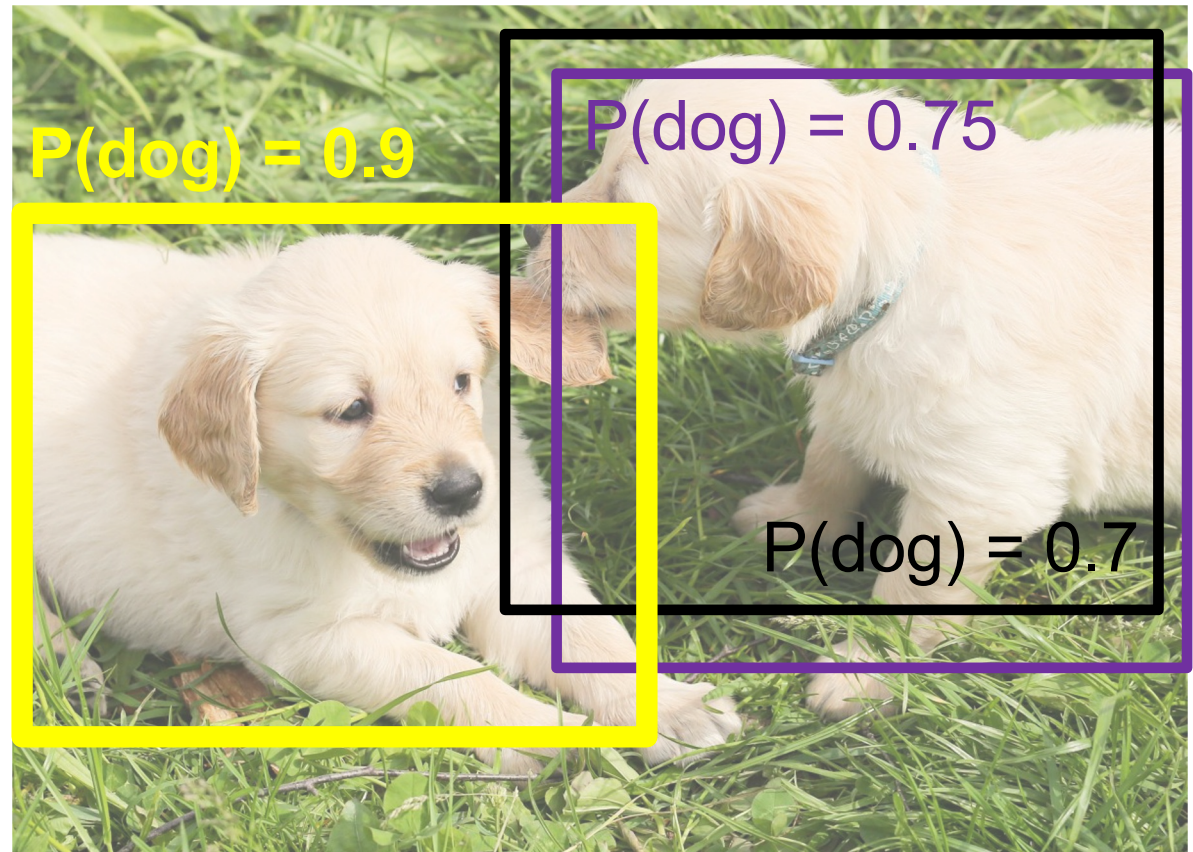 P(dog) = 0.75
P(dog) = 0.9
P(dog) = 0.7